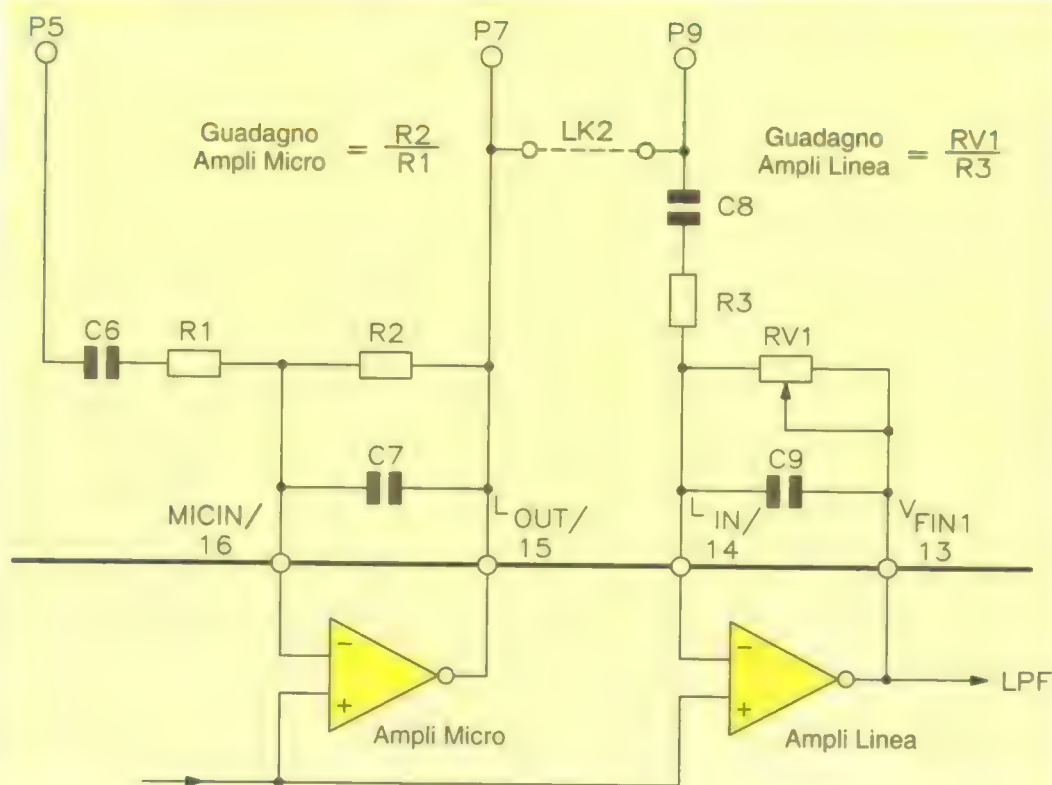 P5
P7
P9
Guadagno
Ampli Micro = R2
R1
LK2
Guadagno
Ampli Linea = RV1
R3
C8
R3
C6
R1
R2
RV1
C7
C9
MICIN/
16
LOUT/
15
LIN/
14
VFIN1
13
-
+
Ampli Micro
-
+
Ampli Linea
LPF